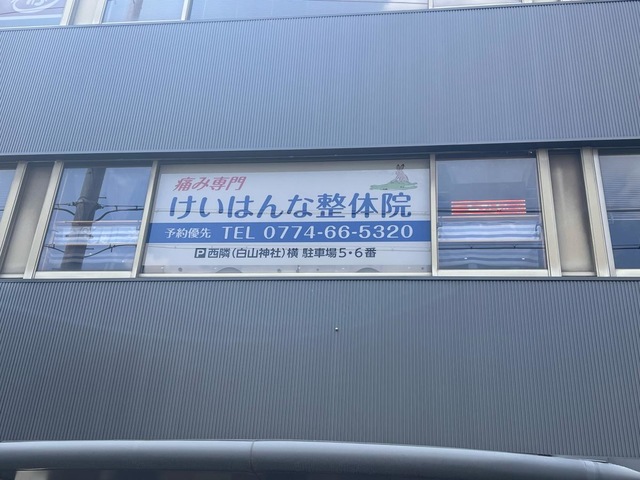 痛み専門
けいはんな整体院
予約優先 TEL 0774-66-5320
P西隣(白山神社)横 駐車場5・6番